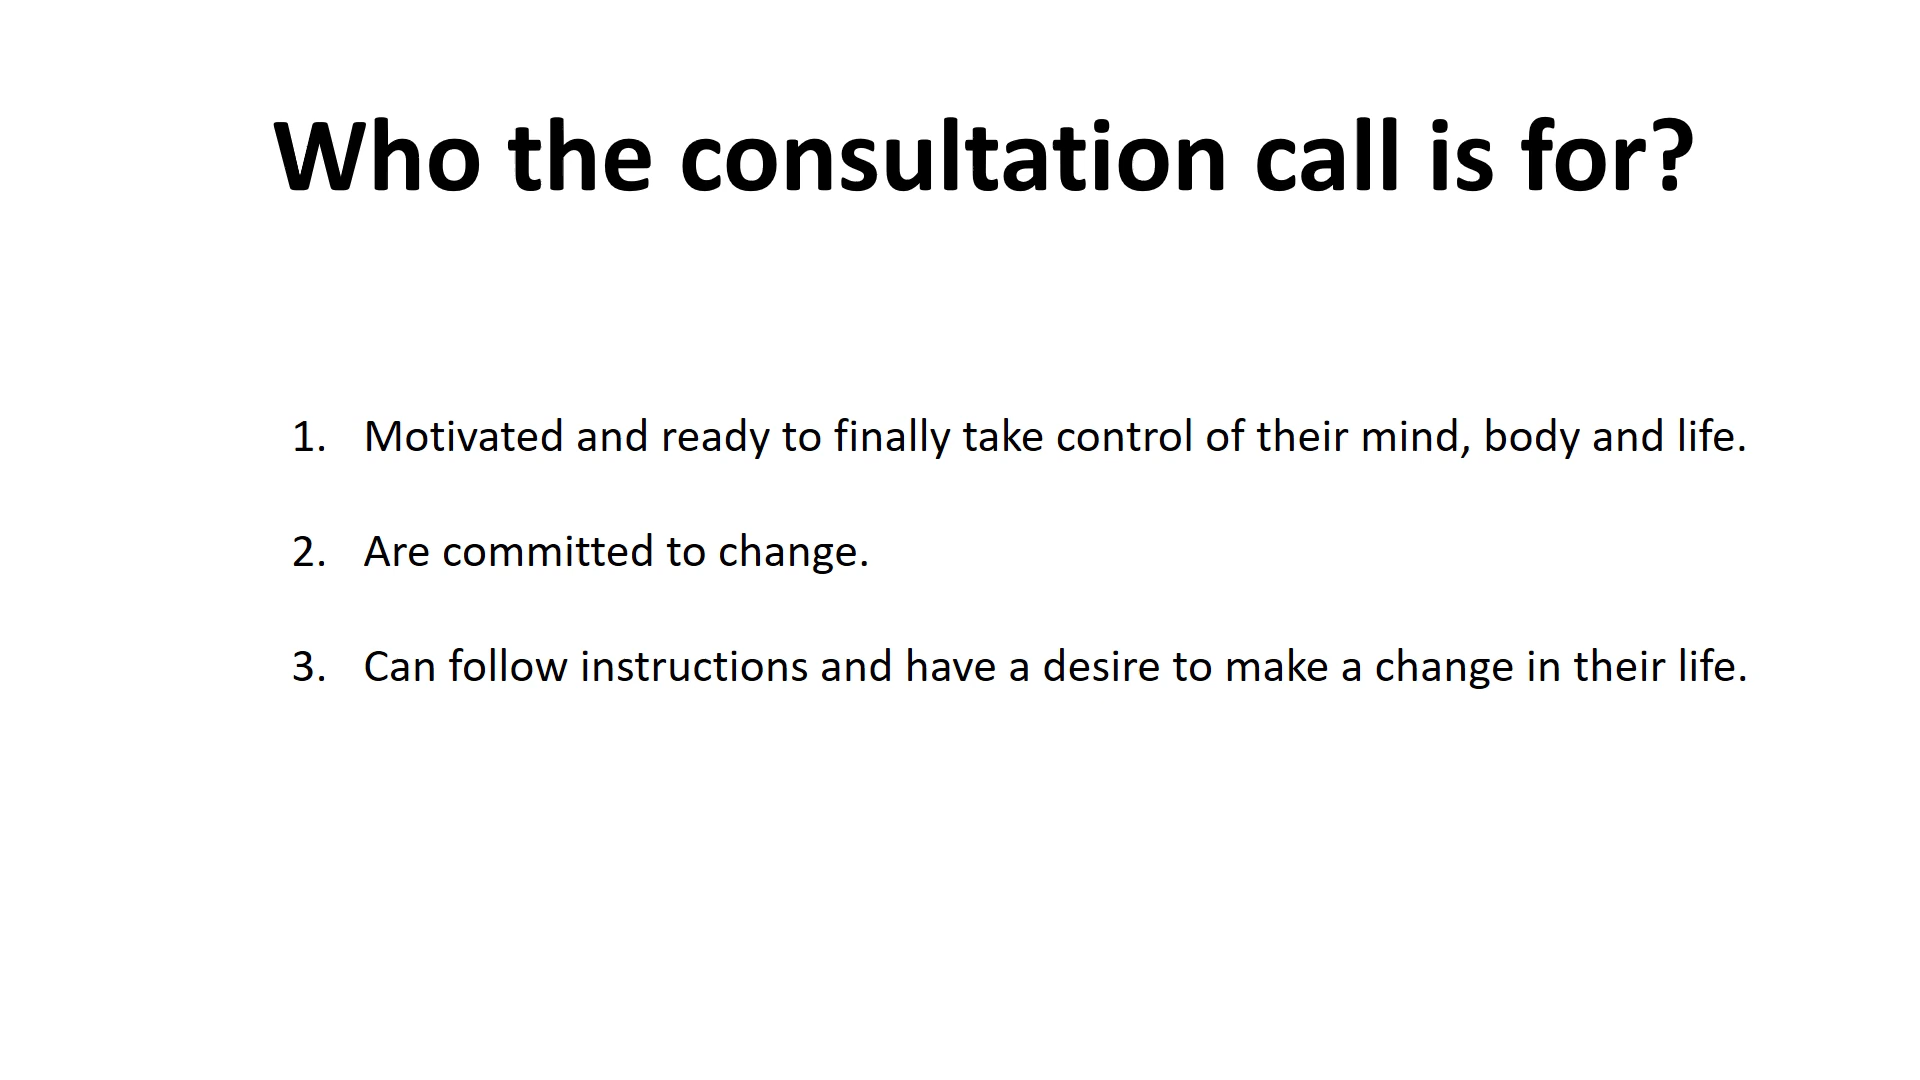 Who the consultation call is for?
1. Motivated and ready to finally take control of their mind, body and life.
2. Are committed to change.
3. Can follow instructions and have a desire to make a change in their life.